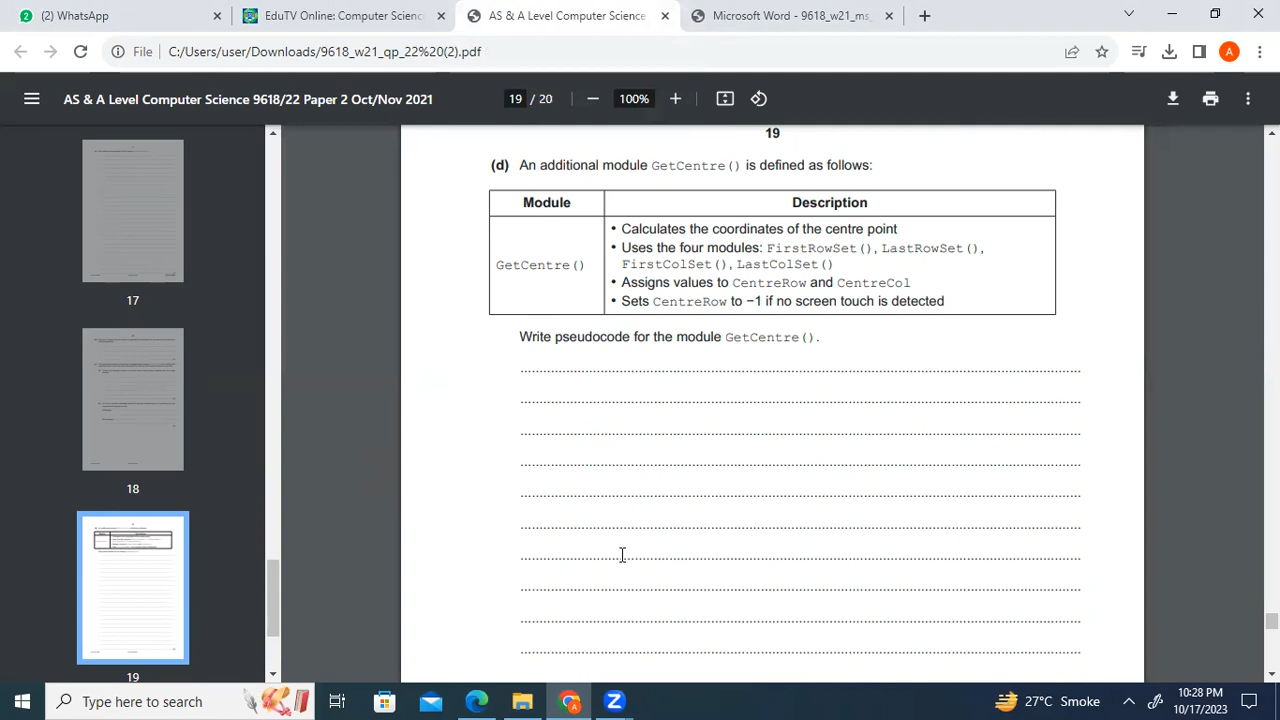 (2) WhatsApp
EduTV Online: Computer Scienc
AS & A Level Computer Science
Microsoft Word - 9618_w21_ms_
File
C:/Users/user/Downloads/9618_w21_qp_22%20(2).pdf
A
AS & A Level Computer Science 9618/22 Paper 2 Oct/Nov 2021
19 / 20
100%
17
18
19
19
(d) An additional module GetCentre() is defined as follows:
Module
Description
GetCentre()
• Calculates the coordinates of the centre point
• Uses the four modules: FirstRowSet(), LastRowSet(),
FirstColSet(), LastColSet()
• Assigns values to CentreRow and CentreCol
• Sets CentreRow to −1 if no screen touch is detected
Write pseudocode for the module GetCentre().
Type here to search
27°C Smoke
10:28 PM
10/17/2023